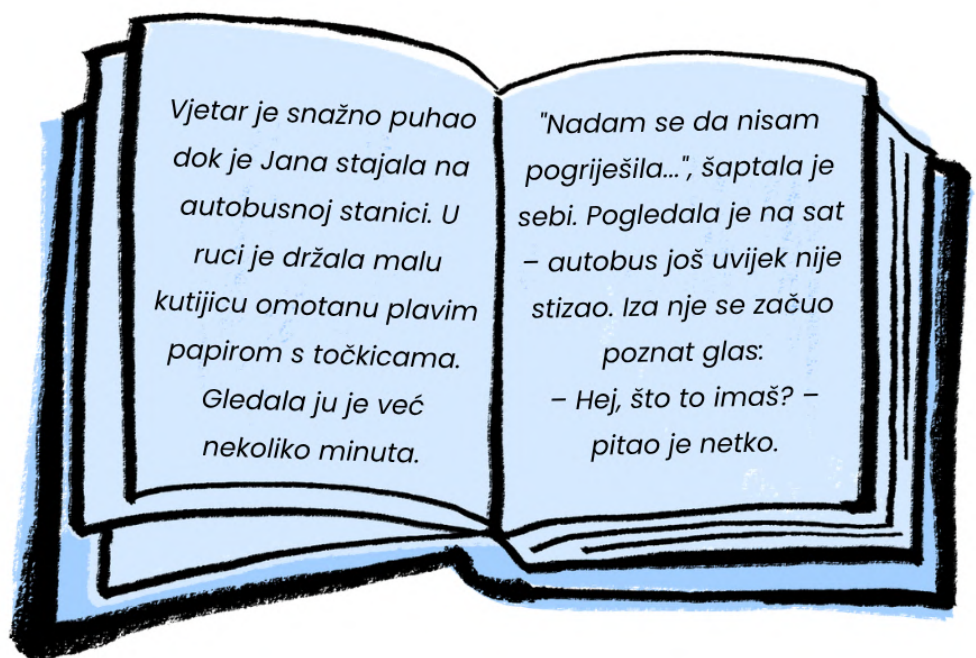 Vjetar je snažno puhao
dok je Jana stajala na
autobusnoj stanici. U
ruci je držala malu
kutijicu omotanu plavim
papirom s točkicama.
Gledala ju je već
nekoliko minuta.
"Nadam se da nisam
pogriješila...", šaptala je
sebi. Pogledala je na sat
– autobus još uvijek nije
stizao. Iza nje se začuo
poznat glas:
– Hej, što to imaš? –
pitao je netko.